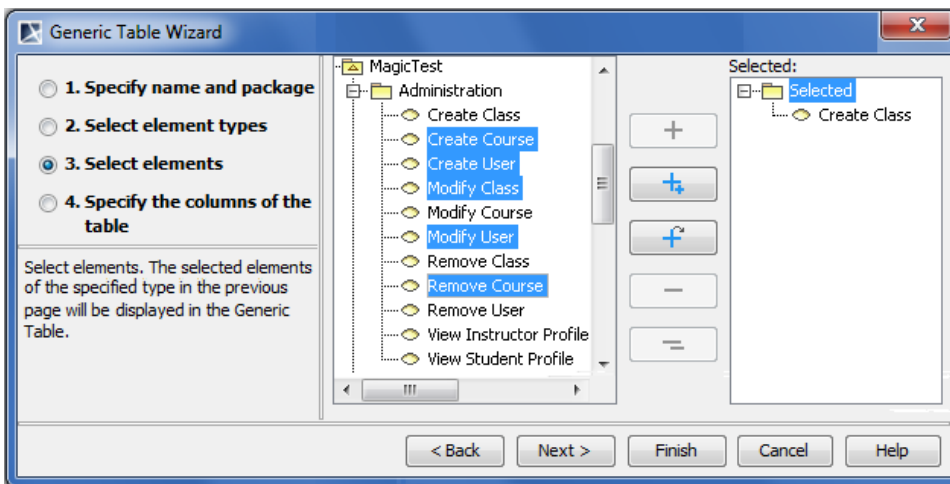 Generic Table Wizard
1. Specify name and package
2. Select element types
3. Select elements
4. Specify the columns of the
table
Select elements. The selected elements
of the specified type in the previous
page will be displayed in the Generic
Table.
MagicTest
Administration
Create Class
Create Course
Create User
Modify Class
Modify Course
Modify User
Remove Class
Remove Course
Remove User
View Instructor Profile
View Student Profile
Selected:
Selected
Create Class
< Back
Next >
Finish
Cancel
Help